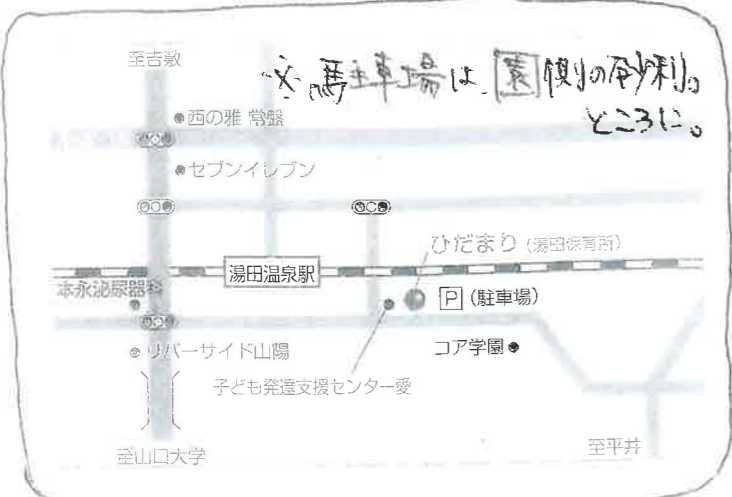 至吉敷
※駐車場は、裏側の砂利の
ところに。
西の雅 常盤
セブンイレブン
ひだまり(湯田保育所)
湯田温泉駅
本永泌尿器科
P(駐車場)
リバーサイド山陽
コア学園
子ども発達支援センター愛
至山口大学
至平井